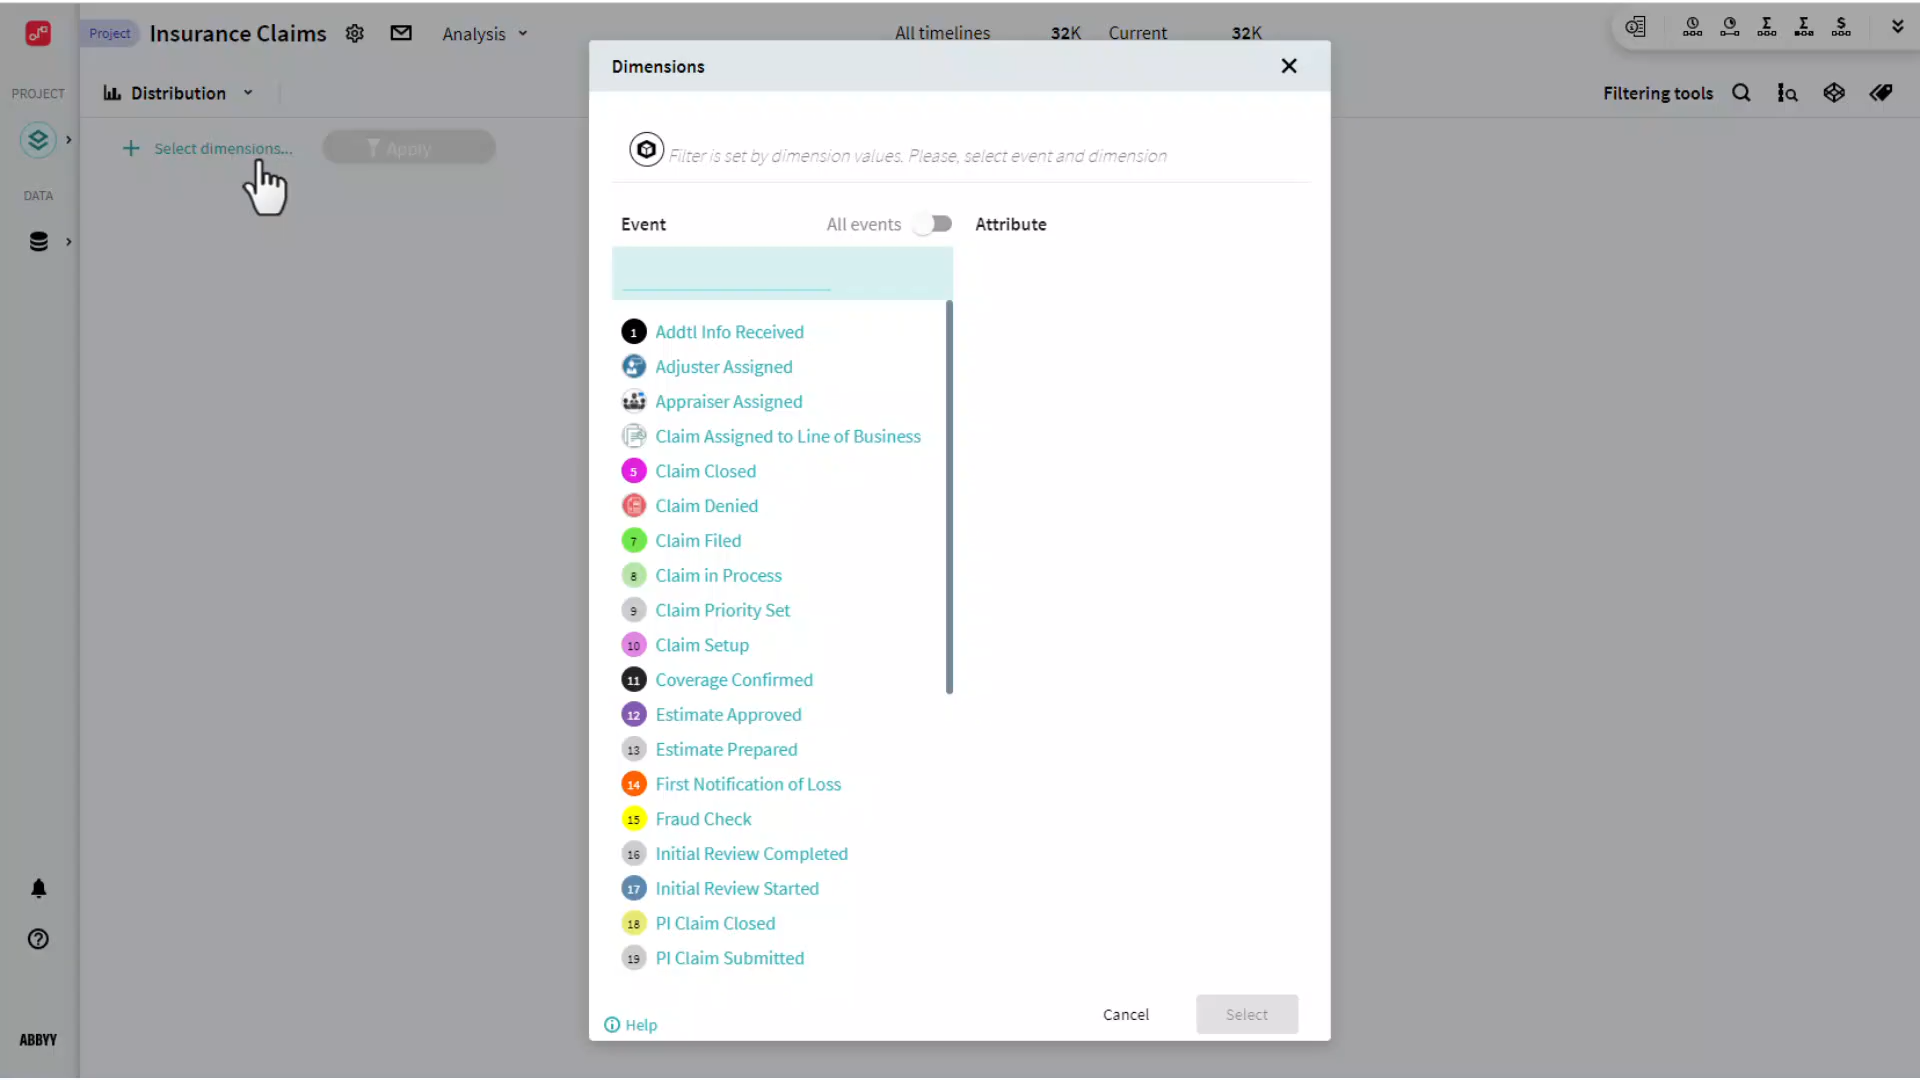 Project Insurance Claims Analysis All timelines 32K Current 32K
Dimensions
PROJECT
Distribution
Filtering tools
Select dimensions...
Apply
Filter is set by dimension values. Please, select event and dimension
DATA
Event All events Attribute
1 Addtl Info Received
Adjuster Assigned
Appraiser Assigned
Claim Assigned to Line of Business
5 Claim Closed
Claim Denied
7 Claim Filed
8 Claim in Process
9 Claim Priority Set
10 Claim Setup
11 Coverage Confirmed
12 Estimate Approved
13 Estimate Prepared
14 First Notification of Loss
15 Fraud Check
16 Initial Review Completed
17 Initial Review Started
18 PI Claim Closed
19 PI Claim Submitted
Cancel Select
Help
ABBYY